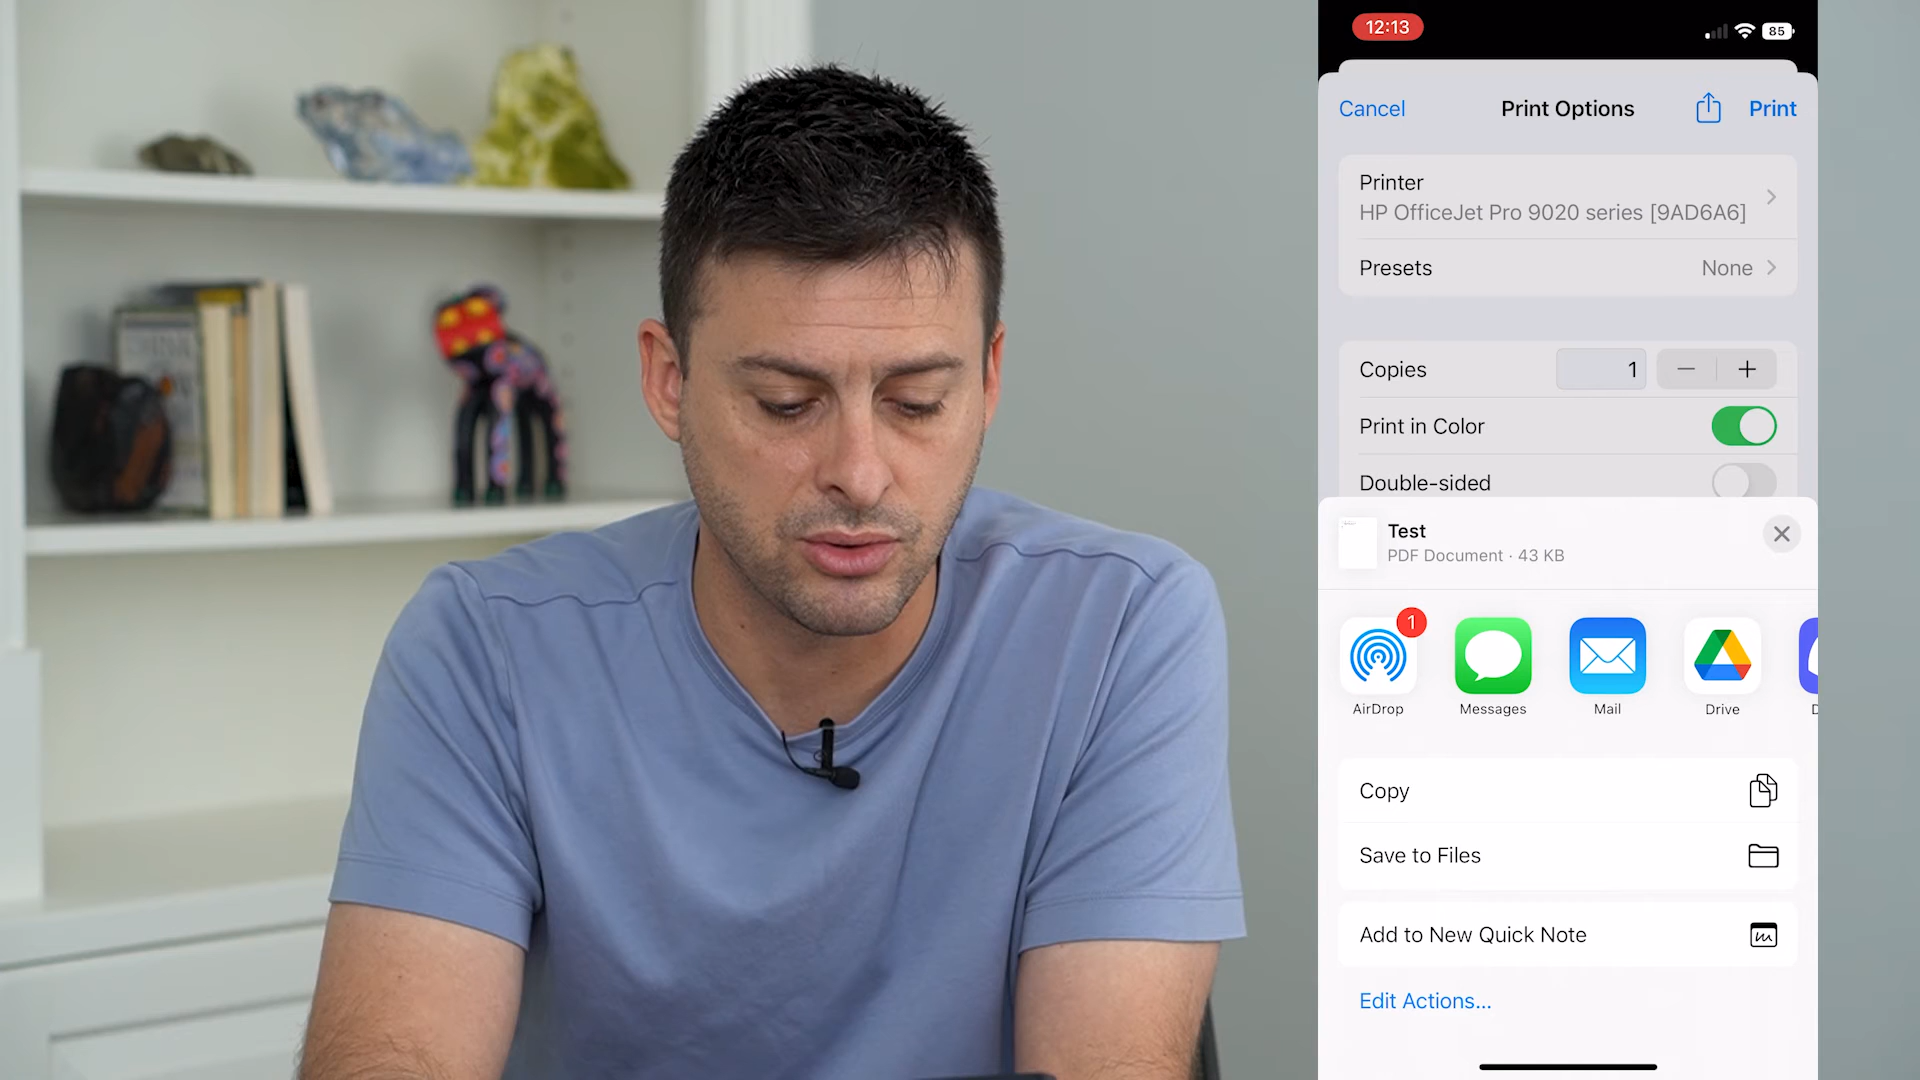 12:13
85
Cancel
Print Options
Print
Printer
HP OfficeJet Pro 9020 series [9AD6A6]
Presets
None
Copies
1
Print in Color
Double-sided
Test
PDF Document · 43 KB
1
AirDrop
Messages
Mail
Drive
Copy
Save to Files
Add to New Quick Note
Edit Actions...